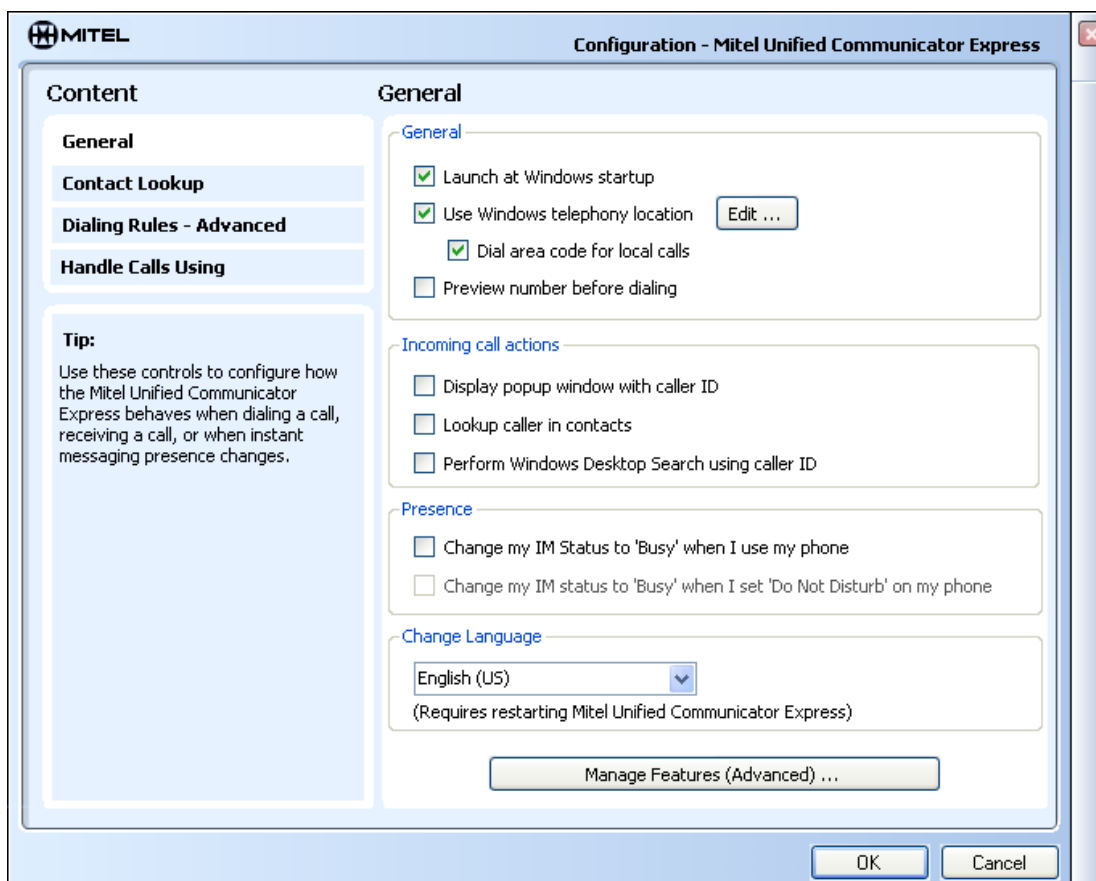 MITEL
Configuration - Mitel Unified Communicator Express
Content
General
Contact Lookup
Dialing Rules - Advanced
Handle Calls Using
Tip:
Use these controls to configure how
the Mitel Unified Communicator
Express behaves when dialing a call,
receiving a call, or when instant
messaging presence changes.
General
General
Launch at Windows startup
Use Windows telephony location
Edit ...
Dial area code for local calls
Preview number before dialing
Incoming call actions
Display popup window with caller ID
Lookup caller in contacts
Perform Windows Desktop Search using caller ID
Presence
Change my IM Status to 'Busy' when I use my phone
Change my IM status to 'Busy' when I set 'Do Not Disturb' on my phone
Change Language
English (US)
(Requires restarting Mitel Unified Communicator Express)
Manage Features (Advanced) ...
OK
Cancel